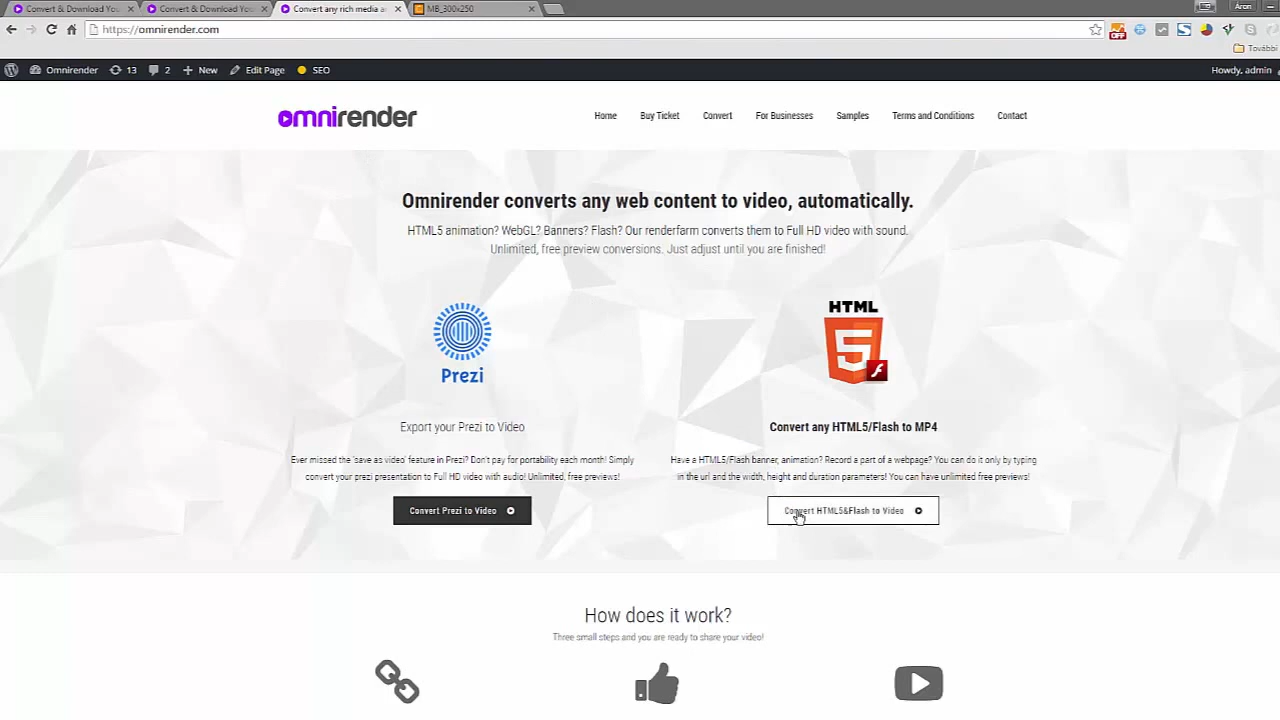 Convert & Download You
Convert & Download You
Convert any rich media a
MB_300x250
Aron
https://omnirender.com
OFF
További
Omnirender
13
2
New
Edit Page
SEO
Howdy, admin
omnirender
Home
Buy Ticket
Convert
For Businesses
Samples
Terms and Conditions
Contact
Omnirender converts any web content to video, automatically.
HTML5 animation? WebGL? Banners? Flash? Our renderfarm converts them to Full HD video with sound.
Unlimited, free preview conversions. Just adjust until you are finished!
Prezi
HTML
5
Export your Prezi to Video
Convert any HTML5/Flash to MP4
Ever missed the 'save as video' feature in Prezi? Don't pay for portability each month! Simply
convert your prezi presentation to Full HD video with audio! Unlimited, free previews!
Have a HTML5/Flash banner, animation? Record a part of a webpage? You can do it only by typing
in the url and the width, height and duration parameters! You can have unlimited free previews!
Convert Prezi to Video
Convert HTML5&Flash to Video
How does it work?
Three small steps and you are ready to share your video!